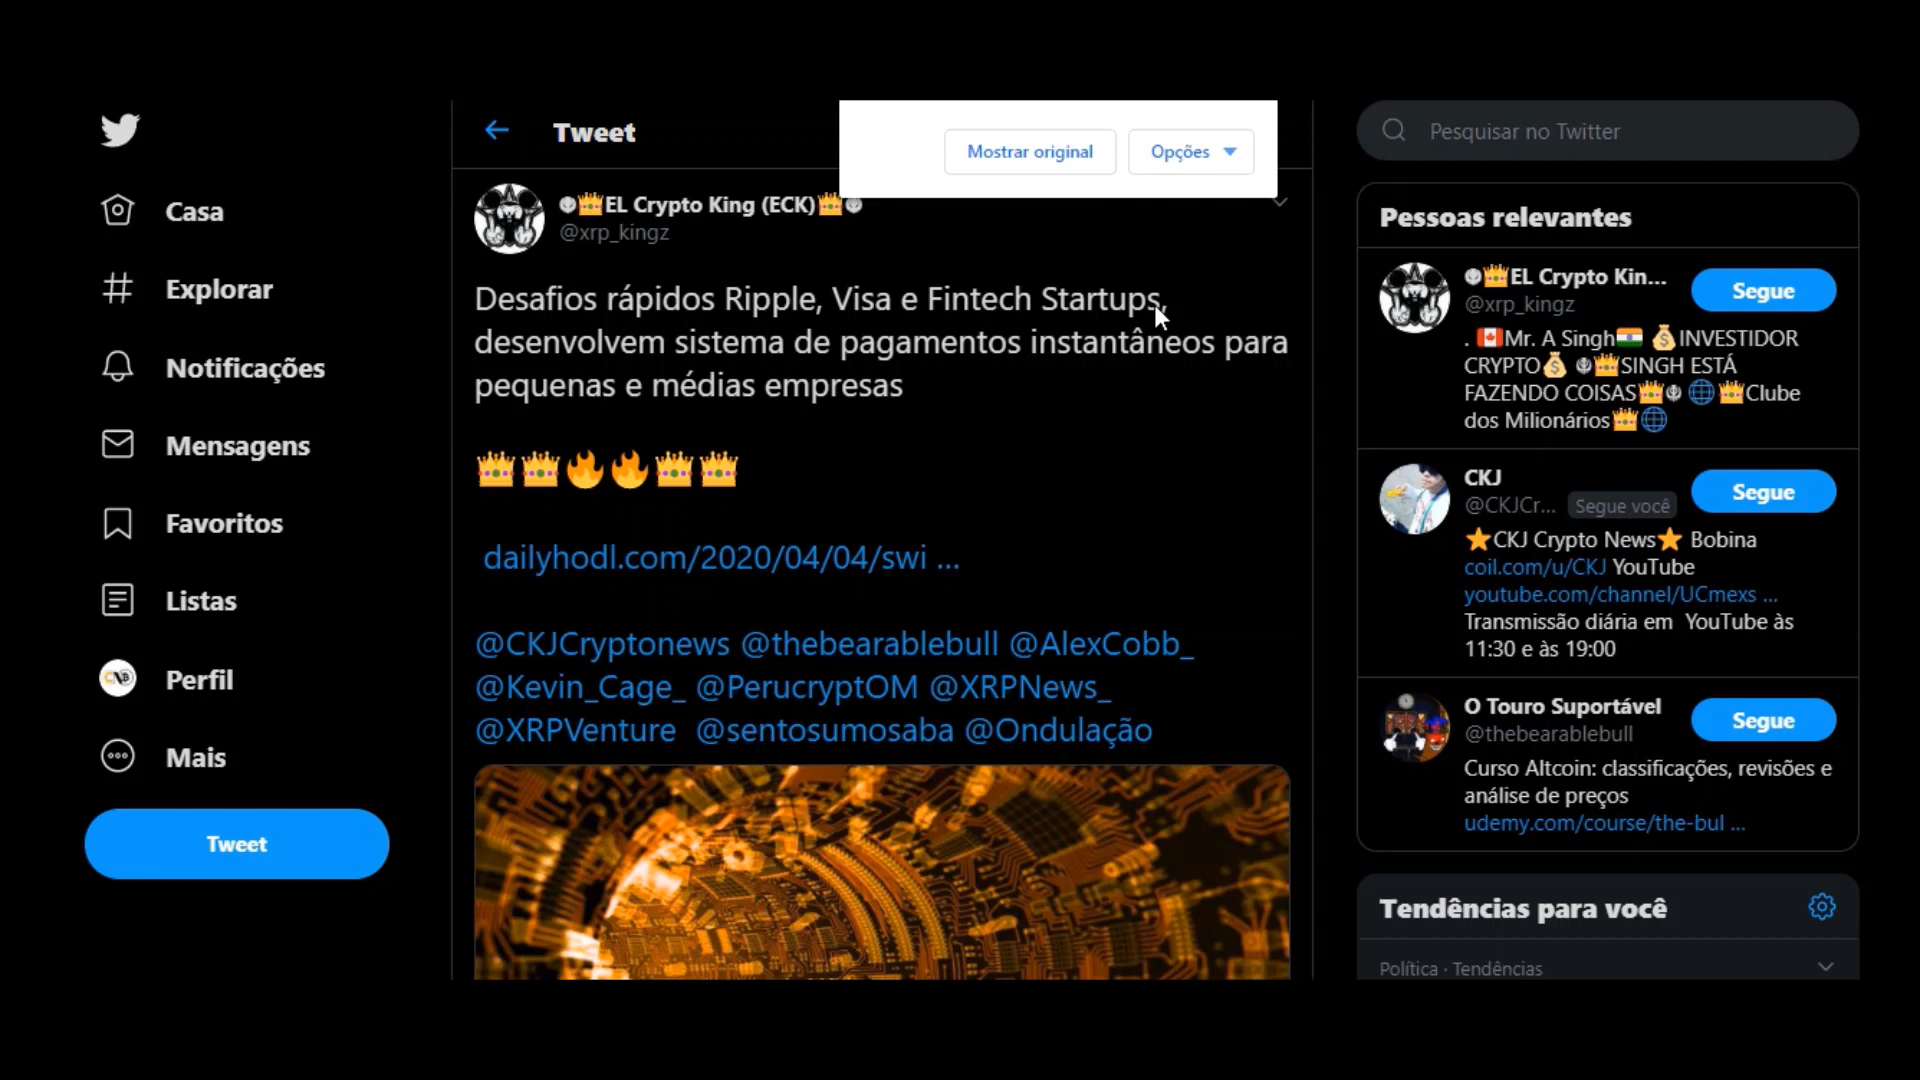 Casa
Explorar
Notificações
Mensagens
Favoritos
Listas
Perfil
Mais
Tweet
Tweet
Mostrar original
Opções
EL Crypto King (ECK)
@xrp_kingz
Desafios rápidos Ripple, Visa e Fintech Startups,
desenvolvem sistema de pagamentos instantâneos para
pequenas e médias empresas
👑👑🔥🔥👑👑
dailyhodl.com/2020/04/04/swi ...
@CKJCryptonews @thebearablebull @AlexCobb_
@Kevin_Cage_ @PerucryptOM @XRPNews_
@XRPVenture @sentosumosaba @Ondulação
Pesquisar no Twitter
Pessoas relevantes
EL Crypto Kin...
@xrp_kingz
Segue
. 🇨🇦Mr. A Singh🇮🇳 💰INVESTIDOR
CRYPTO💰 👑SINGH ESTÁ
FAZENDO COISAS👑 🌐👑Clube
dos Milionários👑🌐
CKJ
@CKJCr... Segue você
Segue
⭐CKJ Crypto News⭐ Bobina
coil.com/u/CKJ YouTube
youtube.com/channel/UCmexs ...
Transmissão diária em YouTube às
11:30 e às 19:00
O Touro Suportável
@thebearablebull
Segue
Curso Altcoin: classificações, revisões e
análise de preços
udemy.com/course/the-bul ...
Tendências para você
Política · Tendências